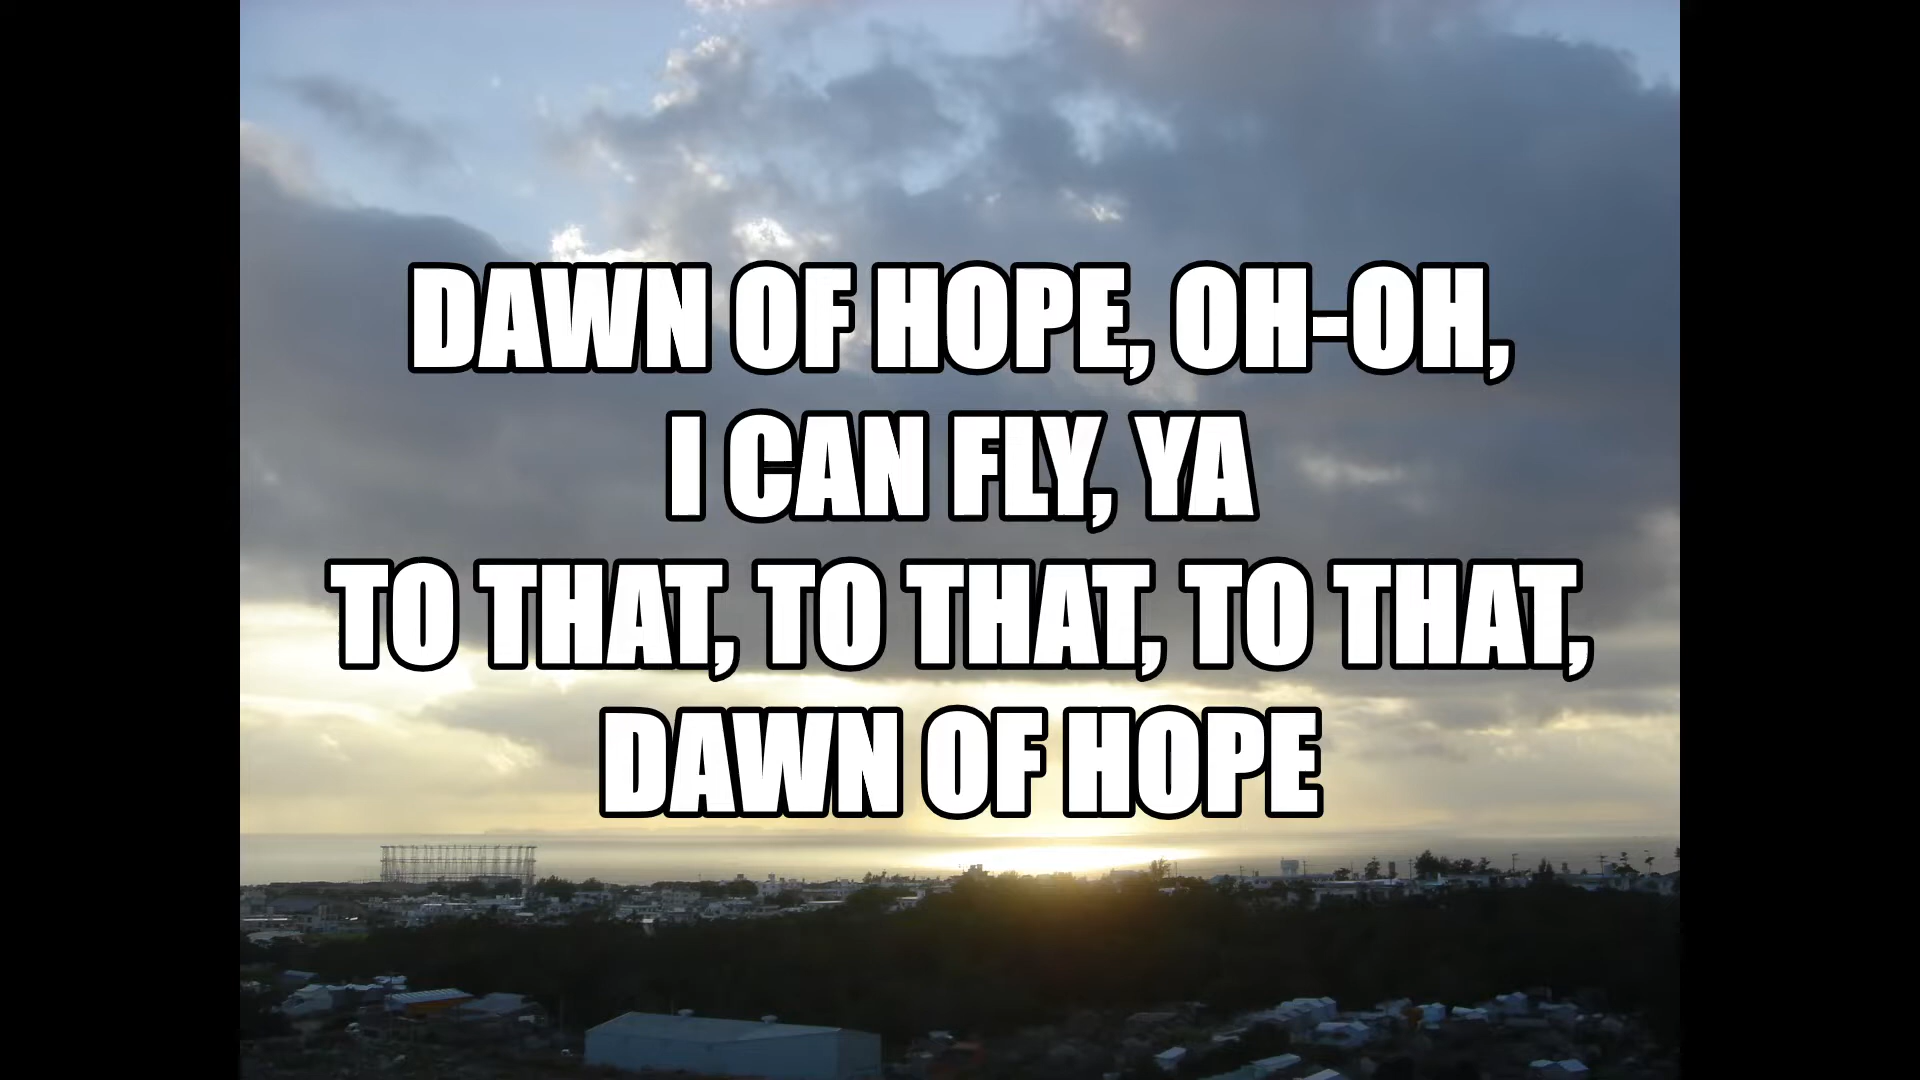 DAWN OF HOPE, OH-OH,
I CAN FLY, YA
TO THAT, TO THAT, TO THAT,
DAWN OF HOPE